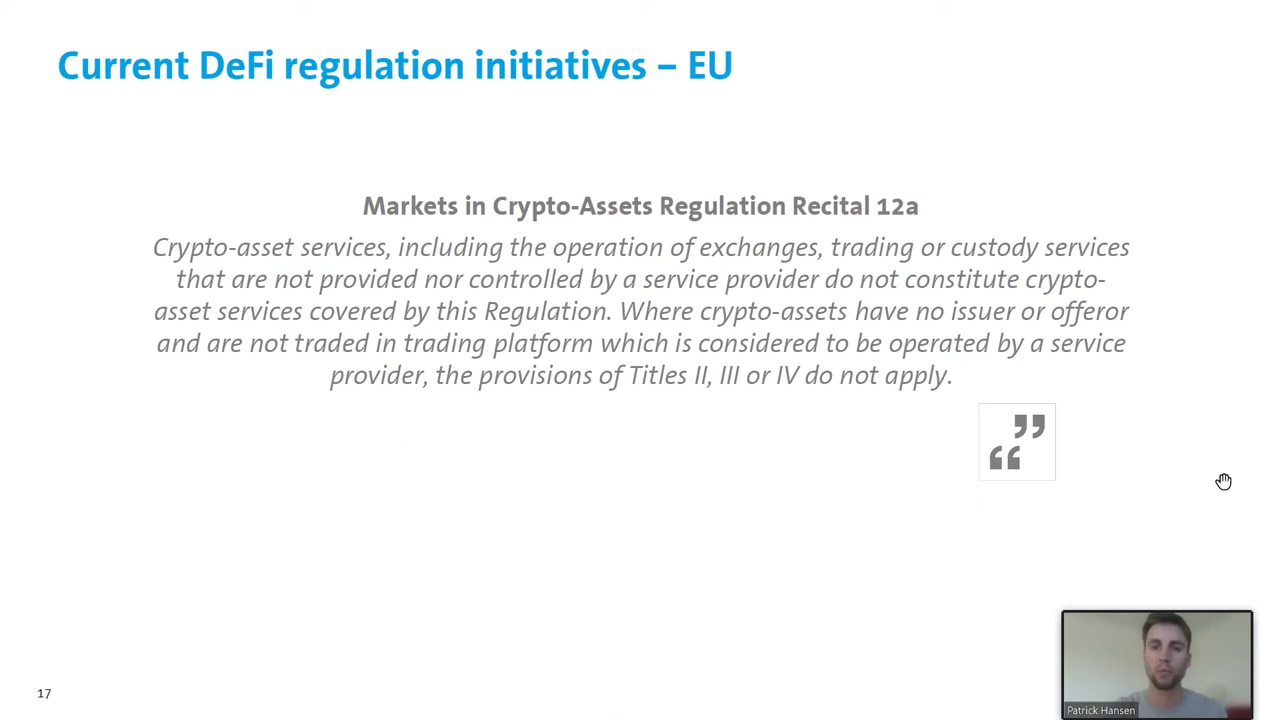 Current DeFi regulation initiatives – EU
Markets in Crypto-Assets Regulation Recital 12a
Crypto-asset services, including the operation of exchanges, trading or custody services
that are not provided nor controlled by a service provider do not constitute crypto-
asset services covered by this Regulation. Where crypto-assets have no issuer or offeror
and are not traded in trading platform which is considered to be operated by a service
provider, the provisions of Titles II, III or IV do not apply.
”
“
17
Patrick Hansen